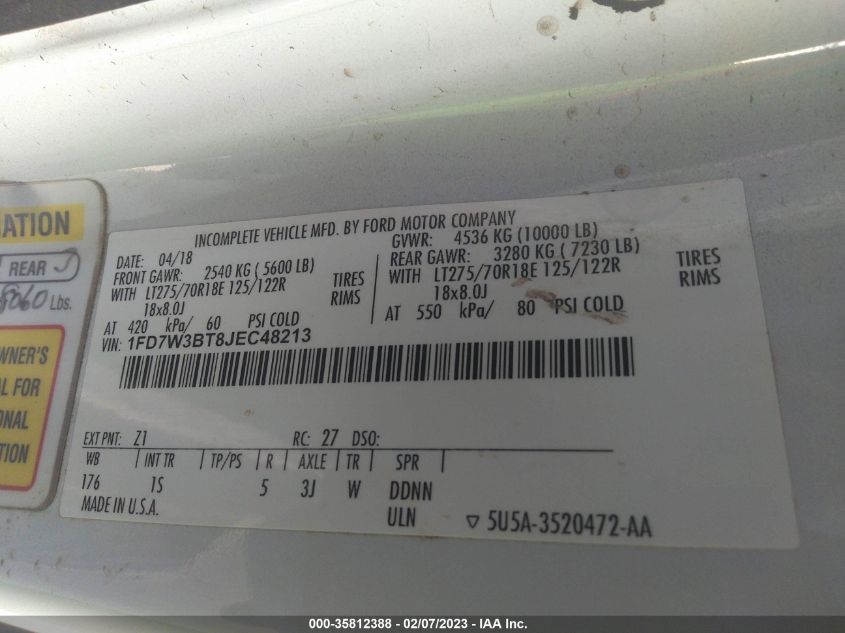 ATION
REAR
8060 Lbs.
WNER'S
L FOR
ONAL
TION
INCOMPLETE VEHICLE MFD. BY FORD MOTOR COMPANY
DATE: 04/18
GVWR: 4536 KG (10000 LB)
FRONT GAWR: 2540 KG ( 5600 LB)
REAR GAWR: 3280 KG ( 7230 LB)
WITH LT275/70R18E 125/122R TIRES
WITH LT275/70R18E 125/122R TIRES
18x8.0J RIMS
18x8.0J RIMS
AT 420 kPa/ 60 PSI COLD
AT 550 kPa/ 80 PSI COLD
VIN: 1FD7W3BT8JEC48213
EXT PNT: Z1 RC: 27 DSO:
WB INT TR TP/PS R AXLE TR SPR
176 1S 5 3J W DDNN
MADE IN U.S.A. ULN ▽ 5U5A-3520472-AA
000-35812388 - 02/07/2023 - IAA Inc.